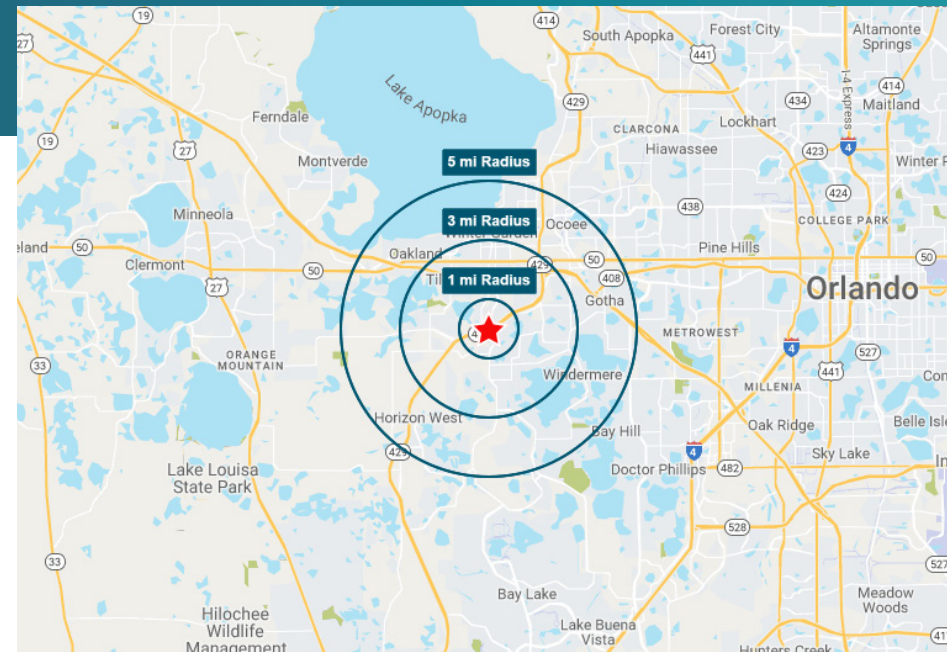 19
414
South Apopka
Forest City
Altamonte
Springs
27
441
I-4 Express
414
Lake Apopka
429
434
Maitland
Ferndale
CLARCONA
Lockhart
19
27
Hiawassee
423
4
Montverde
5 mi Radius
Winter
424
Minneola
438
COLLEGE PARK
3 mi Radius
Ocoee
50
Oakland
Pine Hills
Clermont
50
429
50
50
1 mi Radius
408
27
Gotha
Orlando
METROWEST
4
ORANGE
MOUNTAIN
527
33
Windermere
441
MILLENIA
Horizon West
Oak Ridge
Belle Isle
Bay Hill
429
4
Sky Lake
Lake Louisa
State Park
Doctor Phillips
482
528
33
527
Bay Lake
Meadow
Woods
Hilochee
Wildlife
Management
Lake Buena
Vista
Hunters Creek